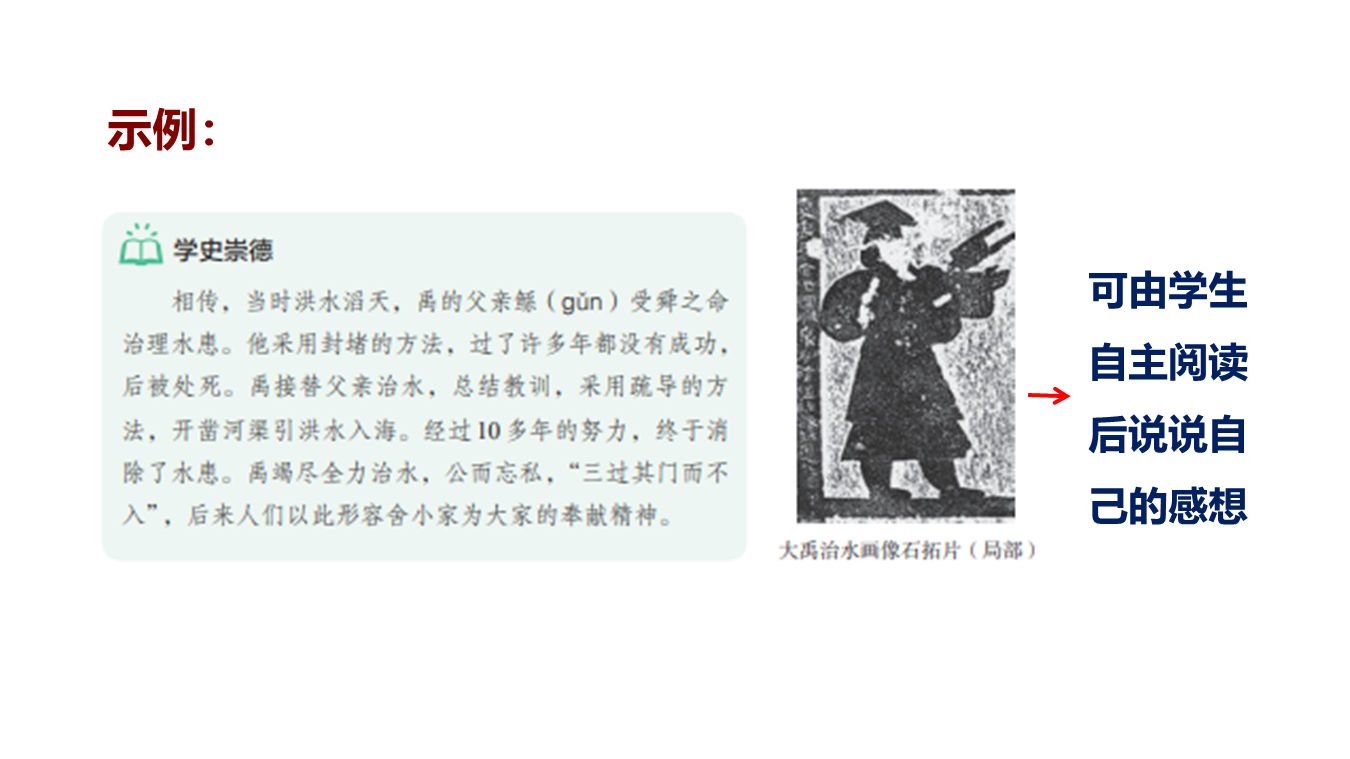 示例：
学史崇德
相传，当时洪水滔天，禹的父亲鲧（gǔn）受舜之命
治理水患。他采用封堵的方法，过了许多年都没有成功，
后被处死。禹接替父亲治水，总结教训，采用疏导的方
法，开凿河渠引洪水入海。经过10多年的努力，终于消
除了水患。禹竭尽全力治水，公而忘私，“三过其门而不
入”，后来人们以此形容舍小家为大家的奉献精神。
大禹治水画像石拓片（局部）
可由学生
自主阅读
后说说自
己的感想